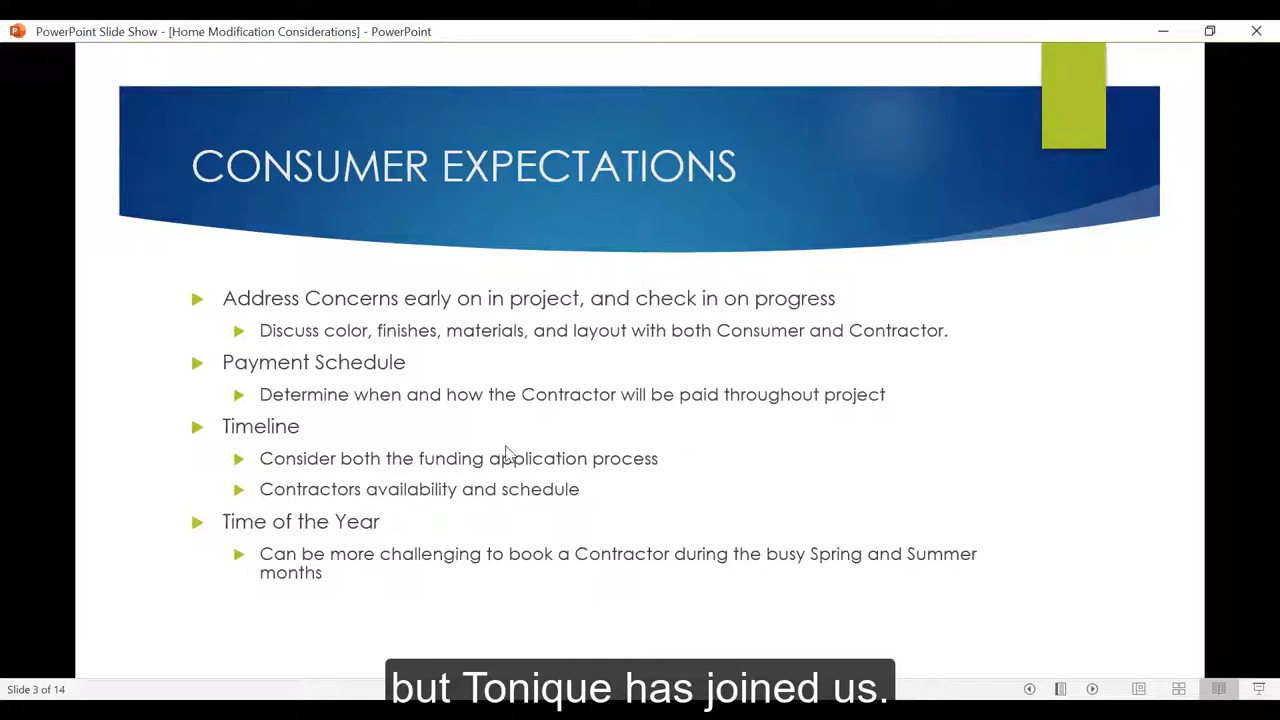 PowerPoint Slide Show - [Home Modification Considerations] - PowerPoint
CONSUMER EXPECTATIONS
Address Concerns early on in project, and check in on progress
Discuss color, finishes, materials, and layout with both Consumer and Contractor.
Payment Schedule
Determine when and how the Contractor will be paid throughout project
Timeline
Consider both the funding application process
Contractors availability and schedule
Time of the Year
Can be more challenging to book a Contractor during the busy Spring and Summer
months
but Tonique has joined us.
Slide 3 of 14